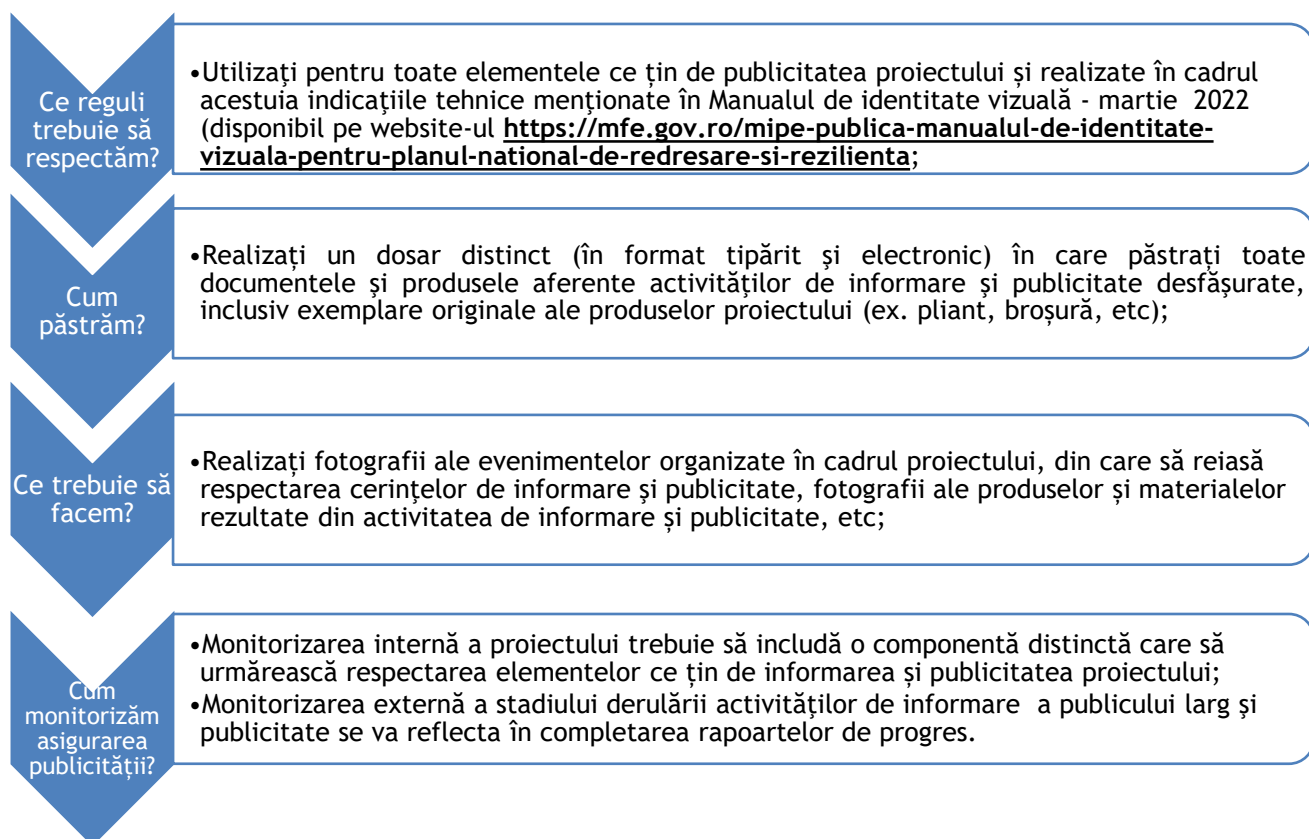 Ce reguli
trebuie să
respectăm?
•Utilizaţi pentru toate elementele ce țin de publicitatea proiectului și realizate în cadrul
acestuia indicaţiile tehnice menţionate în Manualul de identitate vizuală - martie  2022
(disponibil pe website-ul https://mfe.gov.ro/mipe-publica-manualul-de-identitate-
vizuala-pentru-planul-national-de-redresare-si-rezilienta;
Cum
păstrăm?
•Realizați un dosar distinct (în format tipărit şi electronic) în care păstrați toate
documentele şi produsele aferente activităţilor de informare şi publicitate desfăşurate,
inclusiv exemplare originale ale produselor proiectului (ex. pliant, broșură, etc);
Ce trebuie să
facem?
•Realizați fotografii ale evenimentelor organizate în cadrul proiectului, din care să reiasă
respectarea cerinţelor de informare şi publicitate, fotografii ale produselor și materialelor
rezultate din activitatea de informare și publicitate, etc;
Cum
monitorizăm
asigurarea
publicității?
•Monitorizarea internă a proiectului trebuie să includă o componentă distinctă care să
urmărească respectarea elementelor ce țin de informarea și publicitatea proiectului;
•Monitorizarea externă a stadiului derulării activităţilor de informare  a publicului larg şi
publicitate se va reflecta în completarea rapoartelor de progres.